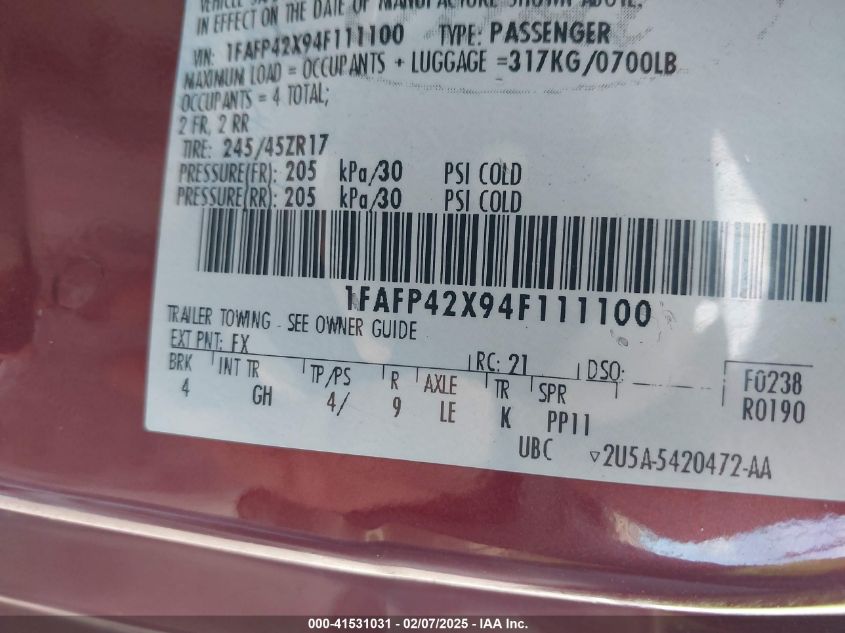 IN EFFECT ON THE DATE OF MANUFACTURE SHOWN ABOVE.
VIN: 1FAFP42X94F111100 TYPE: PASSENGER
MAXIMUM LOAD = OCCUPANTS + LUGGAGE =317KG/0700LB
OCCUPANTS = 4 TOTAL;
2 FR, 2 RR
TIRE: 245/45ZR17
PRESSURE(FR): 205 kPa/30 PSI COLD
PRESSURE(RR): 205 kPa/30 PSI COLD
1FAFP42X94F111100
TRAILER TOWING - SEE OWNER GUIDE
EXT PNT: FX RC: 21 DSO:
BRK INT TR TP/PS R AXLE TR SPR F0238
4 GH 4/ 9 LE K PP11 R0190
UBC ▽2U5A-5420472-AA
000-41531031 - 02/07/2025 - IAA Inc.